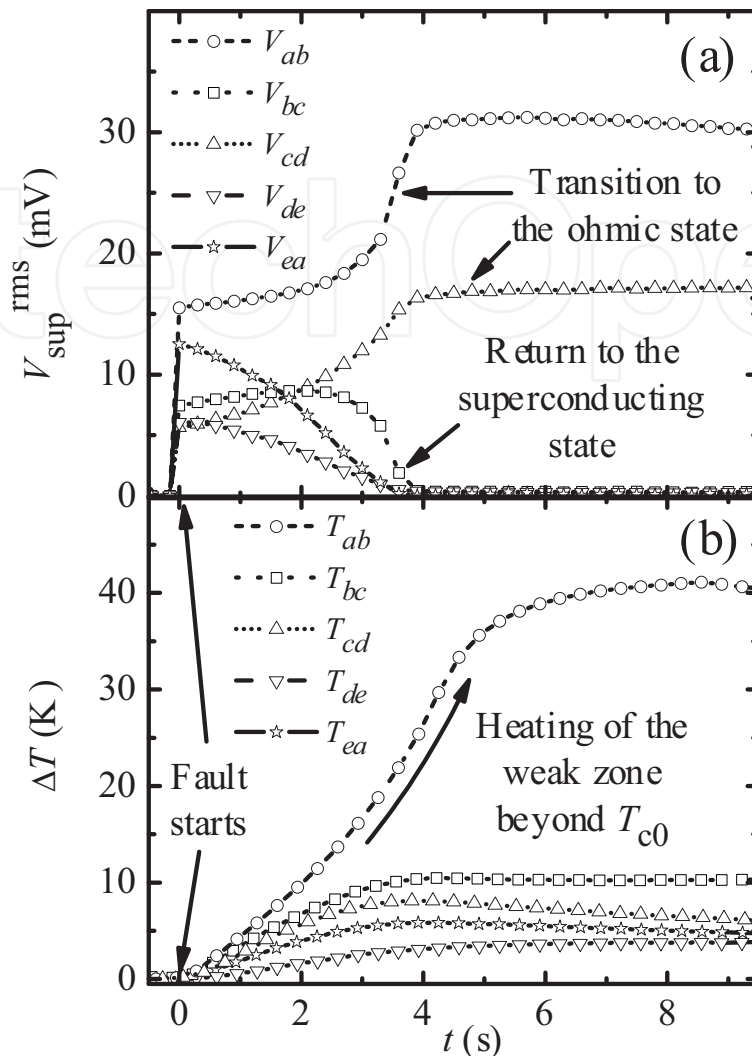 (a)
V_ab
V_bc
V_cd
V_de
V_ea
30
20
10
0
V_sup^rms (mV)
Transition to
the ohmic state
Return to the
superconducting
state
(b)
T_ab
T_bc
T_cd
T_de
T_ea
40
30
20
10
0
ΔT (K)
Fault
starts
Heating of the
weak zone
beyond T_c0
0 2 4 6 8
t (s)